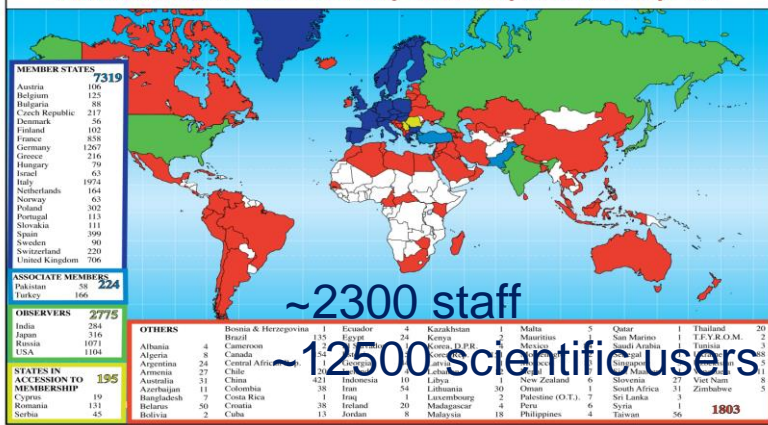 MEMBER STATES
7319
Austria 106
Belgium 125
Bulgaria 88
Czech Republic 217
Denmark 56
Finland 102
France 858
Germany 1267
Greece 216
Hungary 79
Israel 63
Italy 1974
Netherlands 164
Norway 63
Poland 302
Portugal 113
Slovakia 111
Spain 399
Sweden 90
Switzerland 220
United Kingdom 706
ASSOCIATE MEMBERS
224
Pakistan 58
Turkey 166
OBSERVERS 2775
India 284
Japan 316
Russia 1071
USA 1104
STATES IN
ACCESSION TO
MEMBERSHIP
195
Cyprus 19
Romania 131
Serbia 45
~2300 staff
~12500 scientific users
OTHERS
Albania 4
Algeria 8
Argentina 24
Armenia 27
Australia 31
Azerbaijan 11
Bangladesh 7
Belarus 50
Bolivia 2
Bosnia & Herzegovina 1
Brazil 135
Cameroon
Canada
Central African
Chile
China 421
Colombia 38
Costa Rica 1
Croatia 38
Cuba 13
Ecuador 4
Egypt 24
Georgia
Indonesia 10
Iran 54
Iraq 1
Ireland 20
Jordan 8
Kazakhstan 1
Kenya
Korea, D.P.R.
Korea Rep.
Latvia
Libya 1
Lithuania 30
Luxembourg 2
Madagascar 4
Malaysia 18
Malta 5
Mauritius 1
Mexico
New Zealand 6
Oman 1
Palestine (O.T.) 7
Peru 6
Philippines 4
Qatar 1
San Marino 1
Saudi Arabia 1
Slovenia 27
South Africa 31
Sri Lanka 3
Syria 1
Taiwan 56
Thailand 20
T.F.Y.R.O.M. 2
Tunisia
88
11
Viet Nam 8
Zimbabwe 5
1803